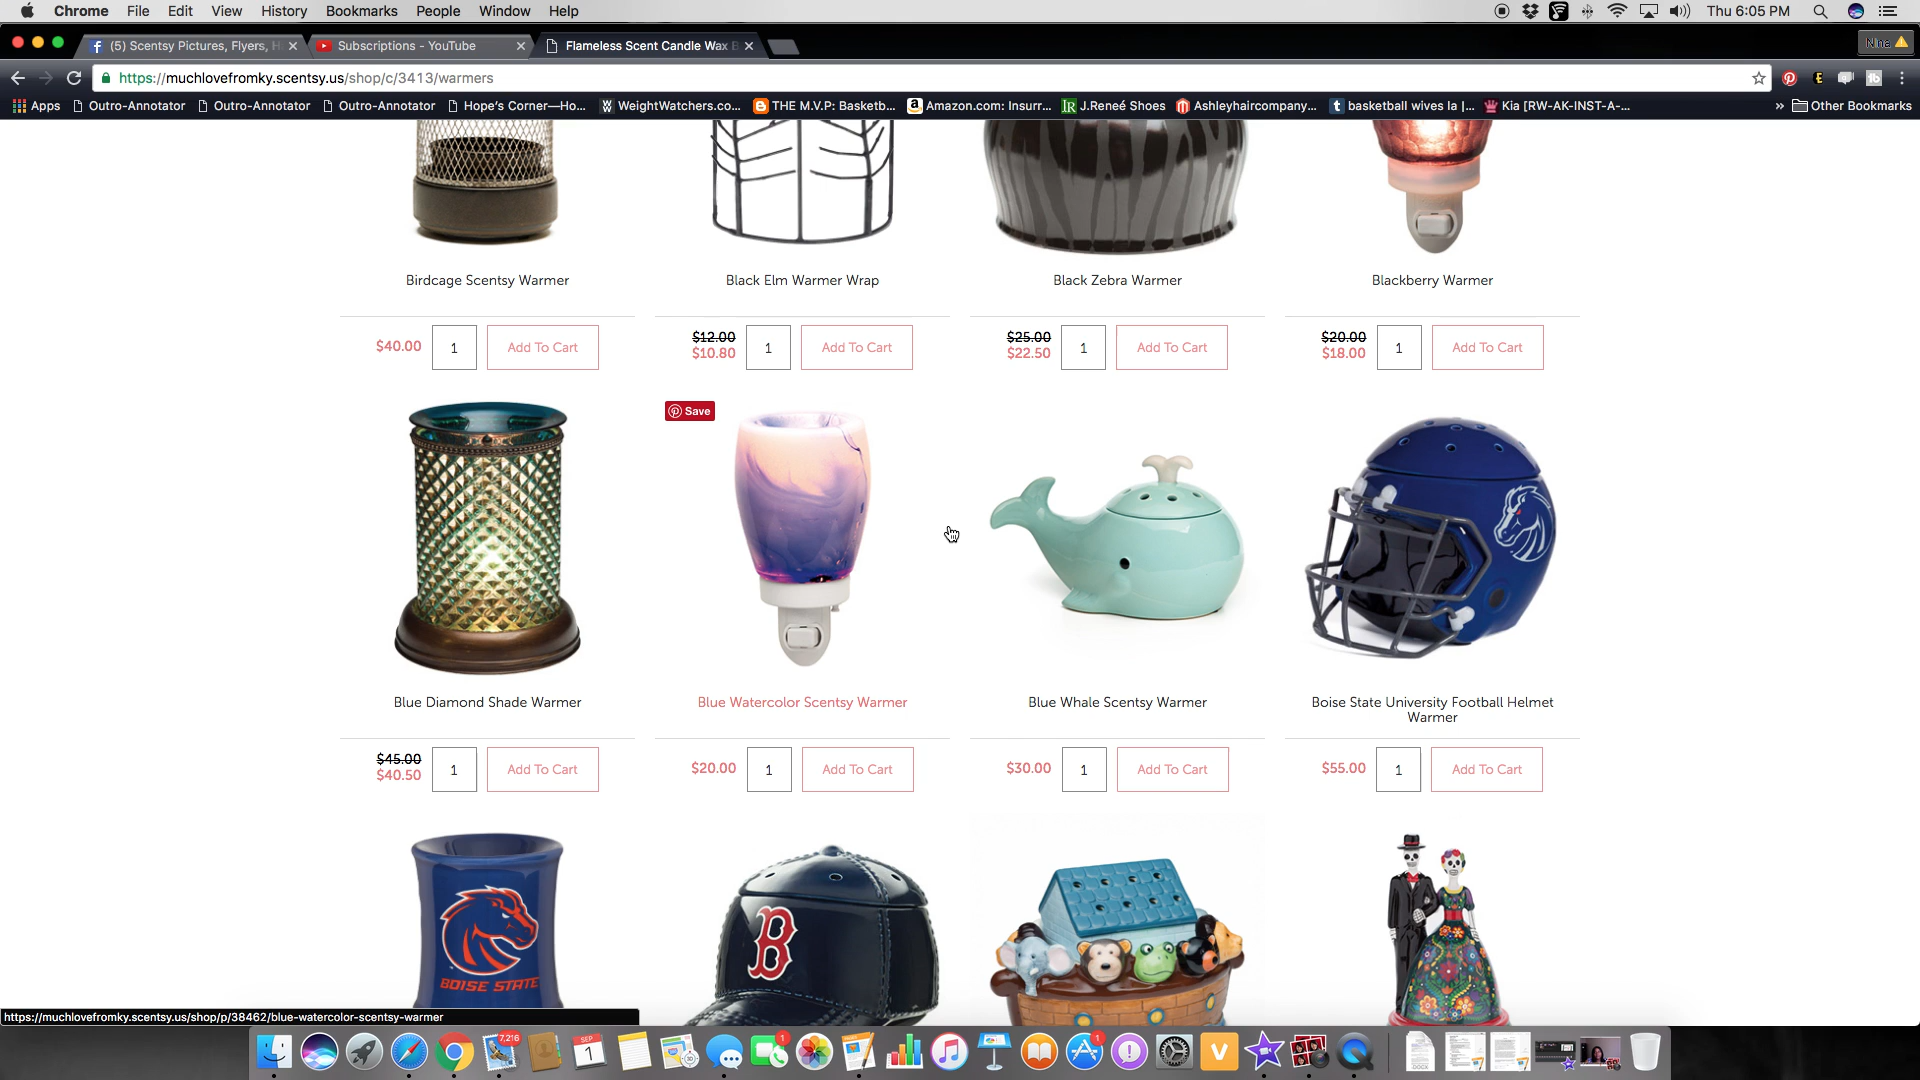 Chrome File Edit View History Bookmarks People Window Help Thu 6:05 PM
(5) Scentsy Pictures, Flyers, H Subscriptions - YouTube Flameless Scent Candle Wax B Nina
https://muchlovefromky.scentsy.us/shop/c/3413/warmers
Apps Outro-Annotator Outro-Annotator Outro-Annotator Hope's Corner—Ho... WeightWatchers.co... THE M.V.P: Basketb... Amazon.com: Insurr... J.Reneé Shoes Ashleyhaircompany... basketball wives la |... Kia [RW-AK-INST-A-... » Other Bookmarks
Birdcage Scentsy Warmer Black Elm Warmer Wrap Black Zebra Warmer Blackberry Warmer
$12.00 $25.00 $20.00
$40.00 1 Add To Cart $10.80 1 Add To Cart $22.50 1 Add To Cart $18.00 1 Add To Cart
Save
Blue Diamond Shade Warmer Blue Watercolor Scentsy Warmer Blue Whale Scentsy Warmer Boise State University Football Helmet
Warmer
$45.00
$40.50 1 Add To Cart $20.00 1 Add To Cart $30.00 1 Add To Cart $55.00 1 Add To Cart
B
BOISE STATE
https://muchlovefromky.scentsy.us/shop/p/38462/blue-watercolor-scentsy-warmer
7,216 SEP 1 1 1